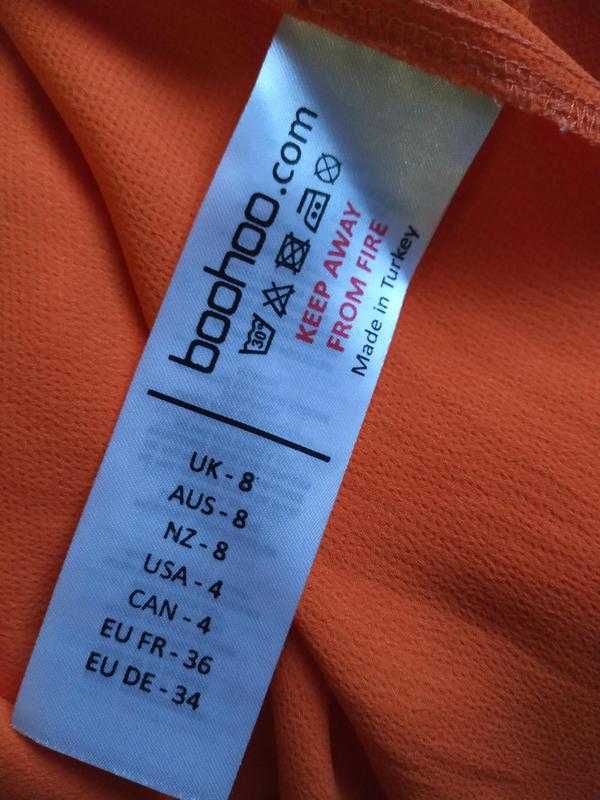 boohoo.com
30°
KEEP AWAY
FROM FIRE
Made in Turkey
UK - 8
AUS - 8
NZ - 8
USA - 4
CAN - 4
EU FR - 36
EU DE - 34